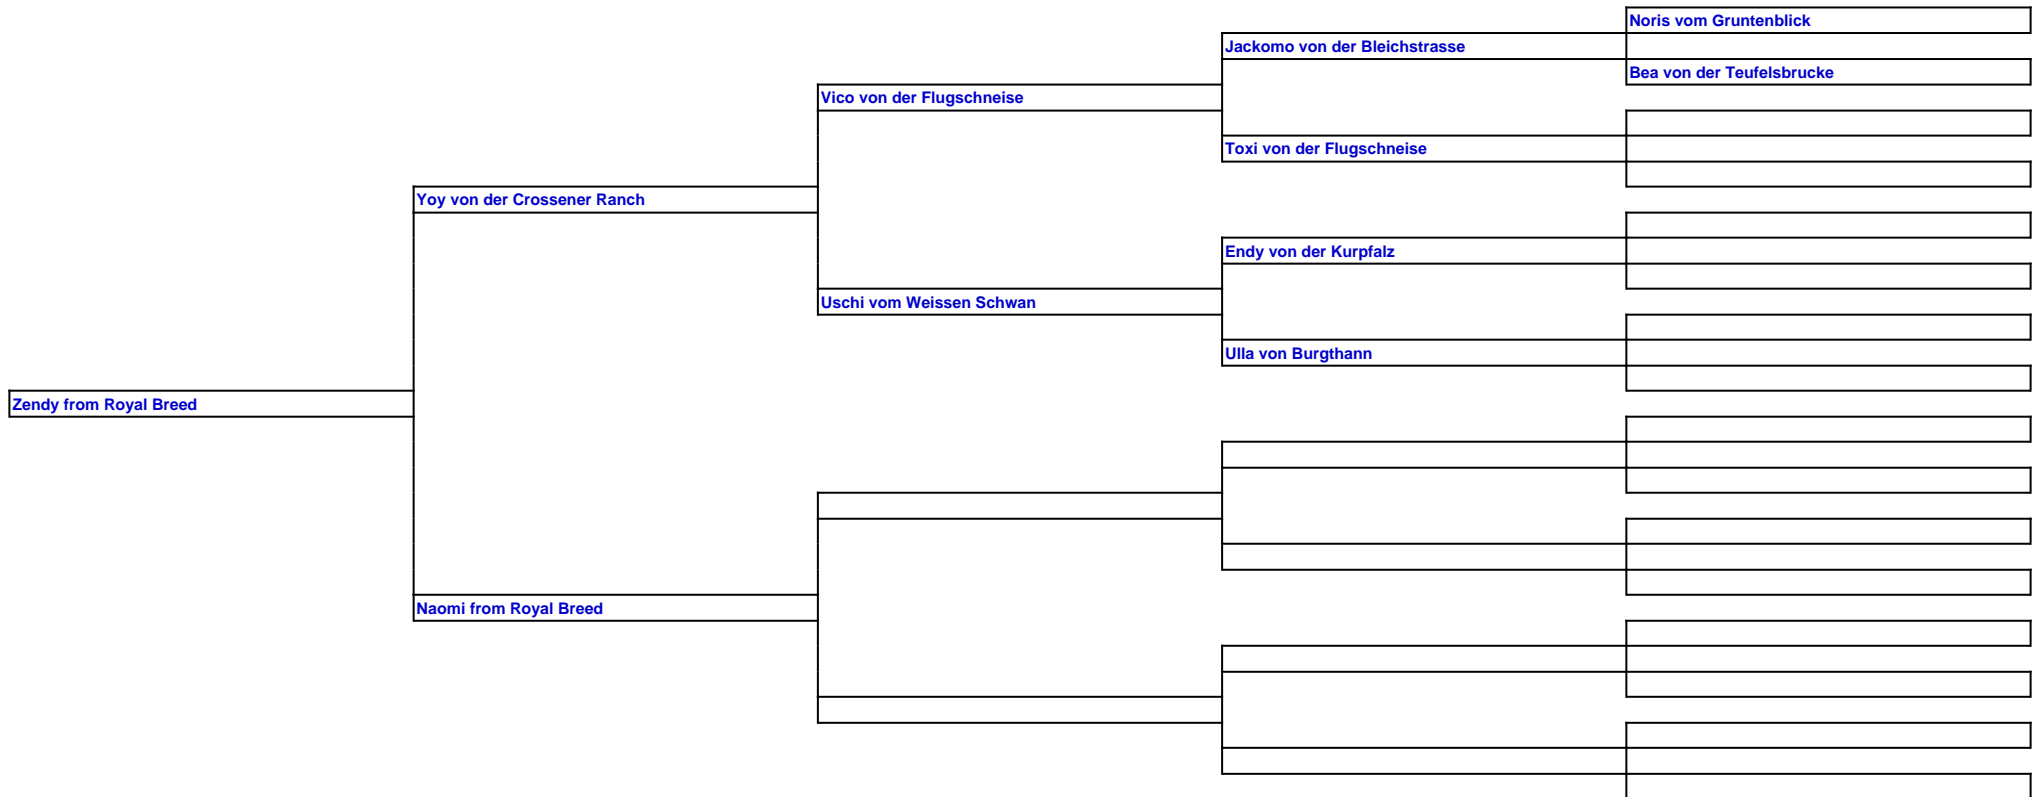 Noris vom Gruntenblick
Jackomo von der Bleichstrasse
Bea von der Teufelsbrucke
Vico von der Flugschneise
Toxi von der Flugschneise
Yoy von der Crossener Ranch
Endy von der Kurpfalz
Uschi vom Weissen Schwan
Ulla von Burgthann
Zendy from Royal Breed
Naomi from Royal Breed